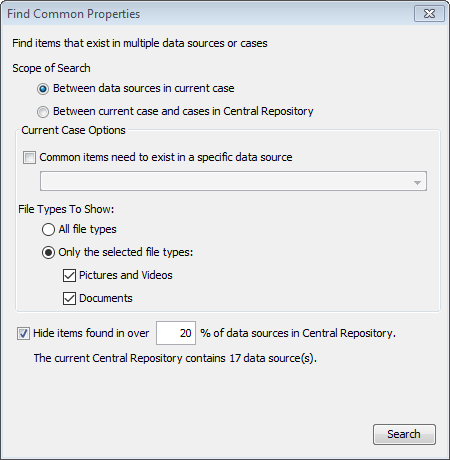 Find Common Properties
Find items that exist in multiple data sources or cases
Scope of Search
Between data sources in current case
Between current case and cases in Central Repository
Current Case Options
Common items need to exist in a specific data source
File Types To Show:
All file types
Only the selected file types:
Pictures and Videos
Documents
Hide items found in over 20 % of data sources in Central Repository.
The current Central Repository contains 17 data source(s).
Search